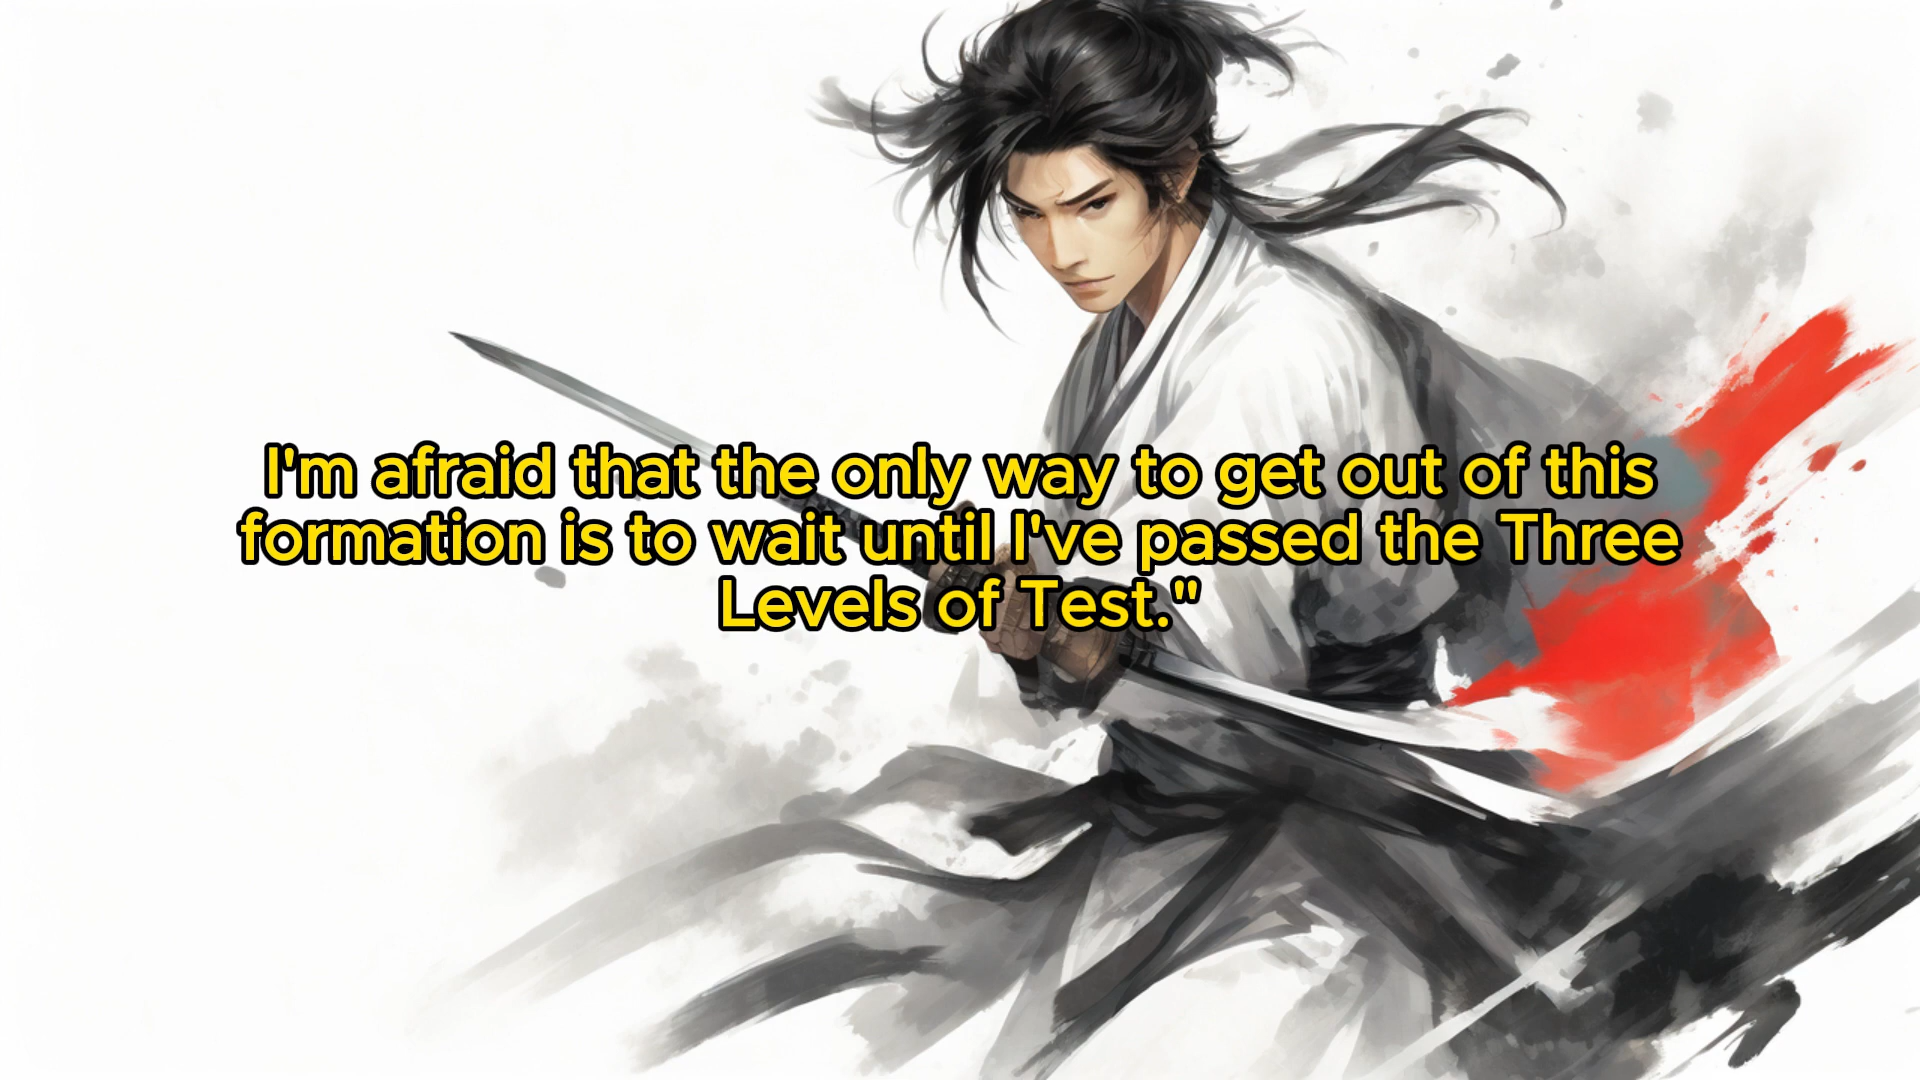 I'm afraid that the only way to get out of this
formation is to wait until I've passed the Three
Levels of Test."